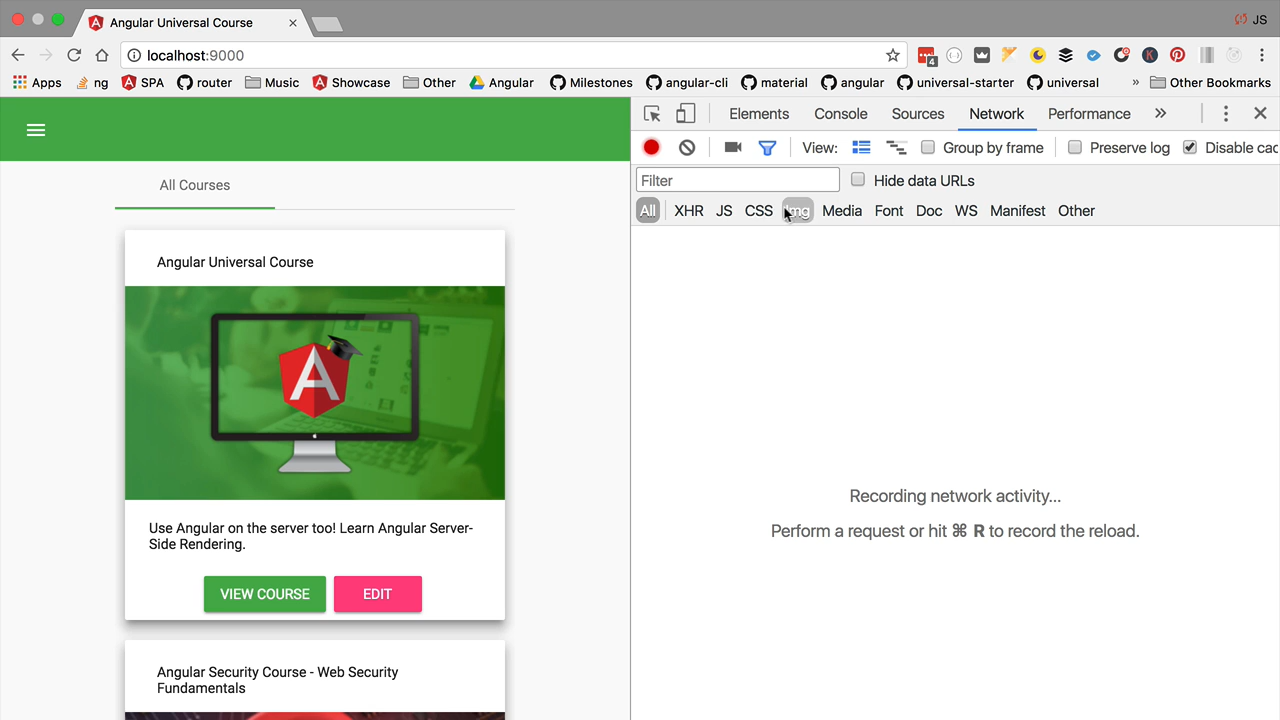 Angular Universal Course
JS
localhost:9000
4
Apps ng SPA router Music Showcase Other Angular Milestones angular-cli material angular universal-starter universal » Other Bookmarks
Elements Console Sources Network Performance »
View: Group by frame Preserve log Disable cac
Filter Hide data URLs
All XHR JS CSS Img Media Font Doc WS Manifest Other
Recording network activity...
Perform a request or hit ⌘ R to record the reload.
All Courses
Angular Universal Course
A
Use Angular on the server too! Learn Angular Server-
Side Rendering.
VIEW COURSE EDIT
Angular Security Course - Web Security
Fundamentals